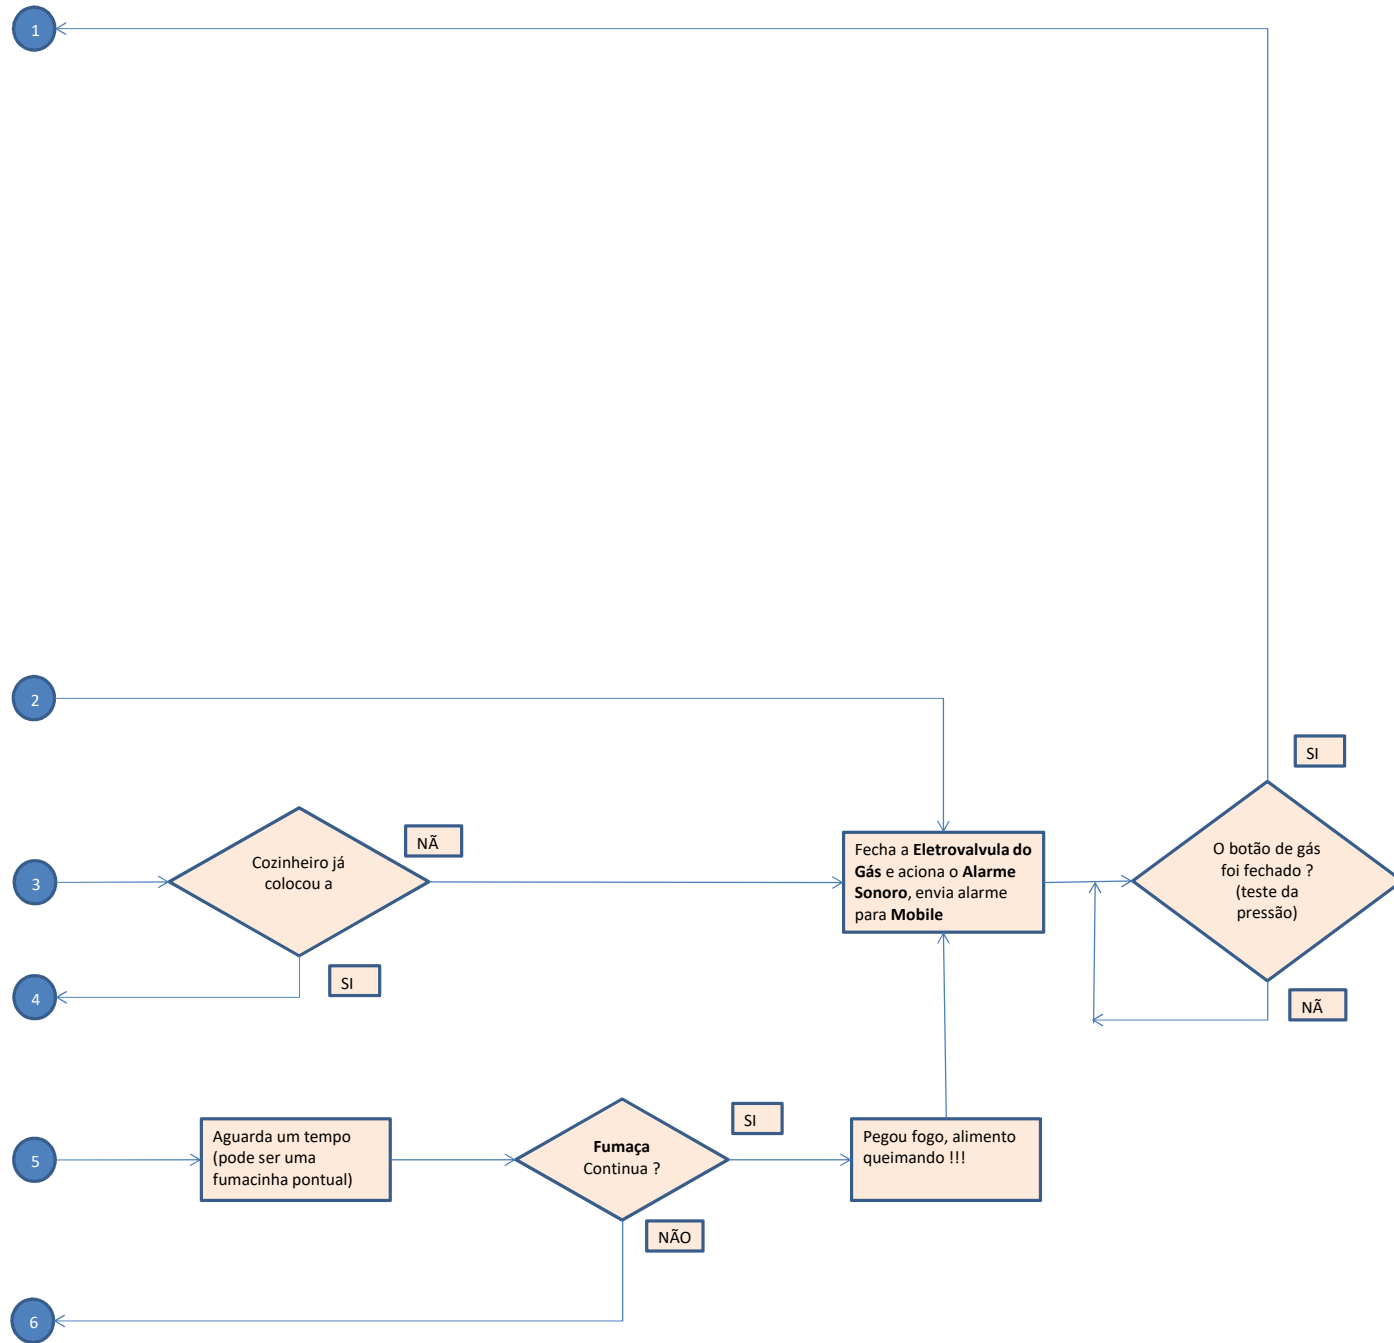 1
2
SI
NÃ
Cozinheiro já
colocou a
3
Fecha a Eletrovalvula do
Gás e aciona o Alarme
Sonoro, envia alarme
para Mobile
O botão de gás
foi fechado ?
(teste da
pressão)
SI
4
NÃ
SI
5
Aguarda um tempo
(pode ser uma
fumacinha pontual)
Fumaça
Continua ?
Pegou fogo, alimento
queimando !!!
NÃO
6